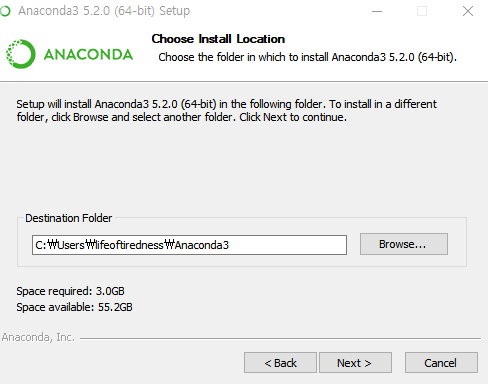 Anaconda3 5.2.0 (64-bit) Setup
ANACONDA
Choose Install Location
Choose the folder in which to install Anaconda3 5.2.0 (64-bit).
Setup will install Anaconda3 5.2.0 (64-bit) in the following folder. To install in a different
folder, click Browse and select another folder. Click Next to continue.
Destination Folder
C:₩Users₩lifeoftiredness₩Anaconda3
Browse...
Space required: 3.0GB
Space available: 55.2GB
Anaconda, Inc.
< Back
Next >
Cancel